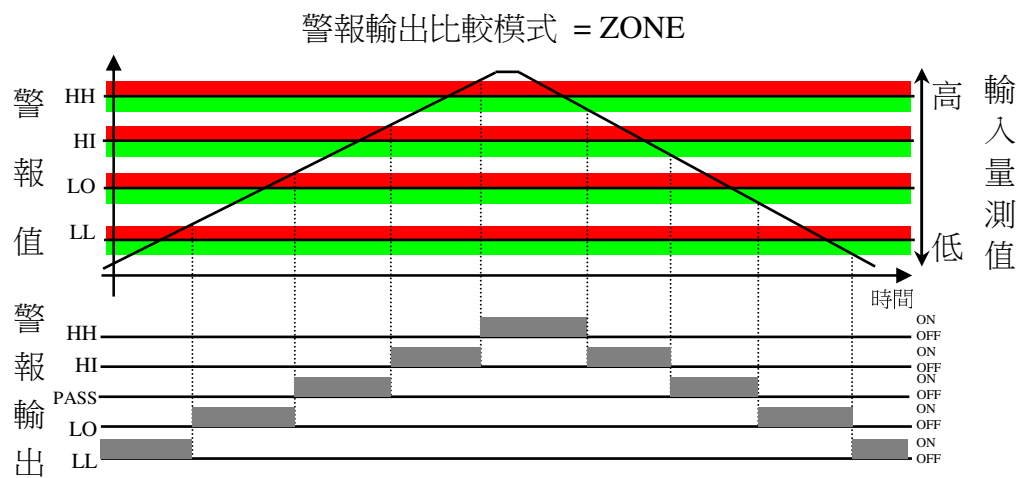 警報輸出比較模式 = ZONE
警報值
HH
HI
LO
LL
高
低
輸入量測值
時間
警報輸出
HH
ON
OFF
HI
ON
OFF
PASS
ON
OFF
LO
ON
OFF
LL
ON
OFF